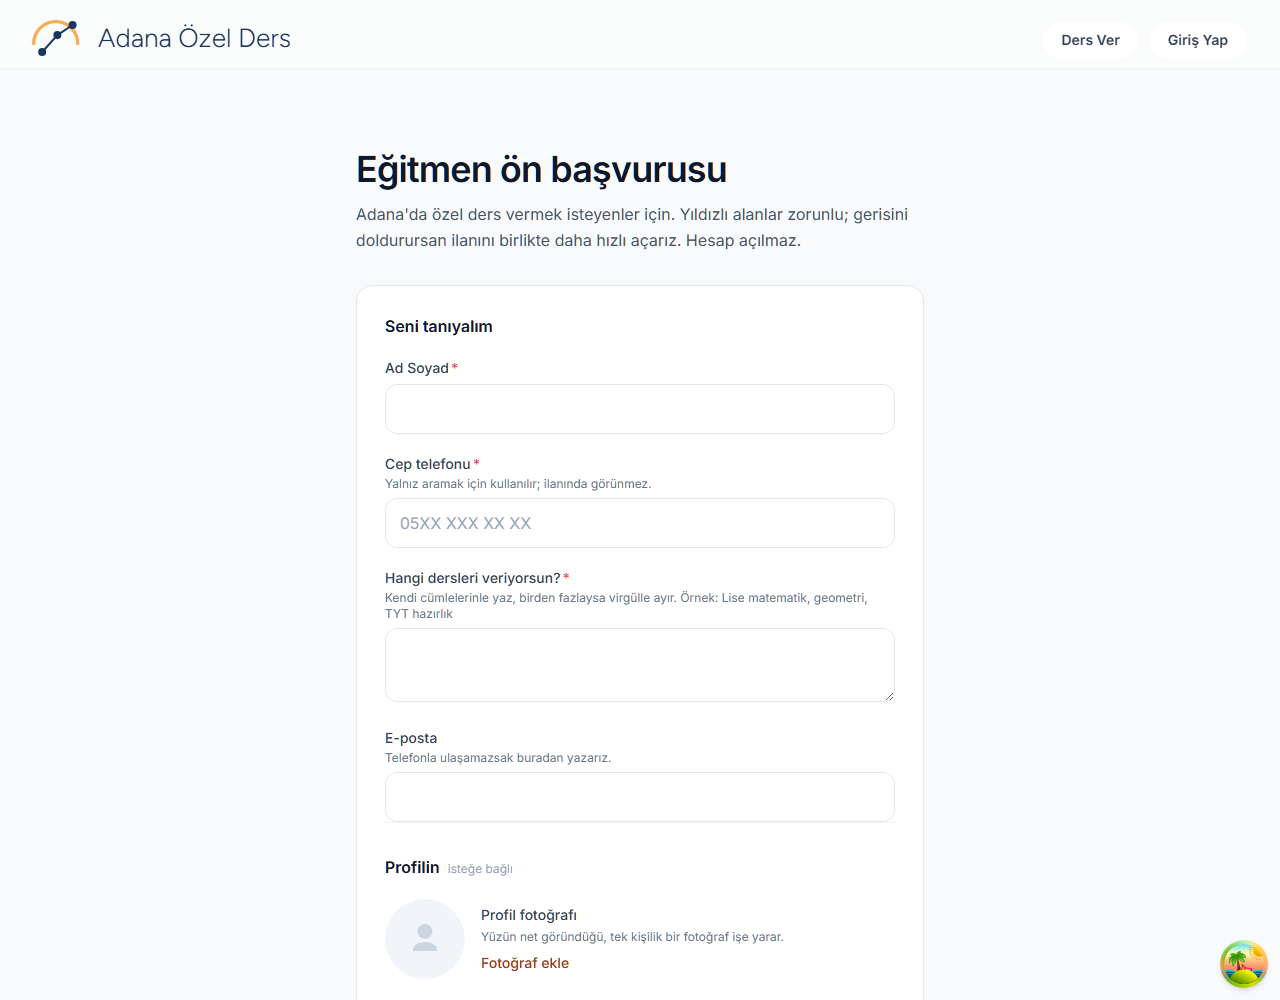 Adana Özel Ders
Ders Ver
Giriş Yap
Eğitmen ön başvurusu
Adana'da özel ders vermek isteyenler için. Yıldızlı alanlar zorunlu; gerisini
doldurursan ilanını birlikte daha hızlı açarız. Hesap açılmaz.
Seni tanıyalım
Ad Soyad *
Cep telefonu *
Yalnız aramak için kullanılır; ilanında görünmez.
05XX XXX XX XX
Hangi dersleri veriyorsun? *
Kendi cümlelerinle yaz, birden fazlaysa virgülle ayır. Örnek: Lise matematik, geometri,
TYT hazırlık
E-posta
Telefonla ulaşamazsak buradan yazarız.
Profilin isteğe bağlı
Profil fotoğrafı
Yüzün net göründüğü, tek kişilik bir fotoğraf işe yarar.
Fotoğraf ekle